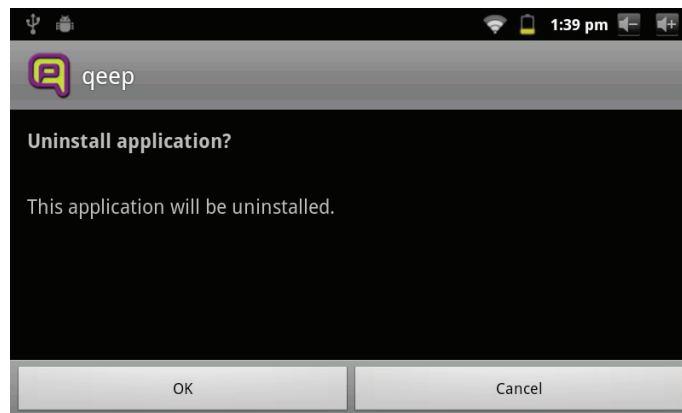 1:39 pm
qeep
Uninstall application?
This application will be uninstalled.
OK
Cancel